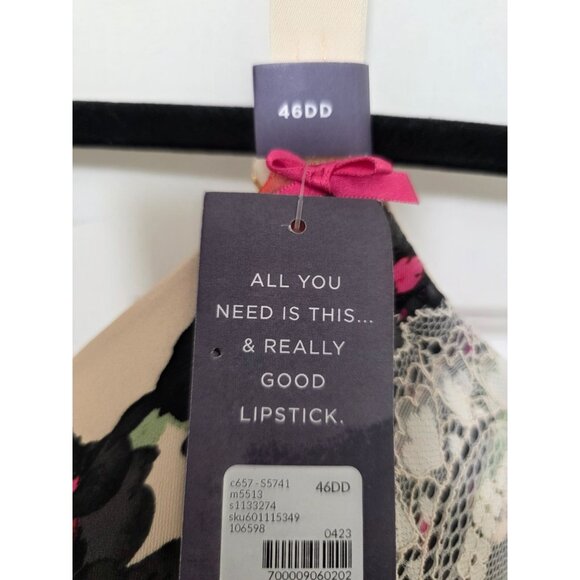 46DD
ALL YOU
NEED IS THIS...
& REALLY
GOOD
LIPSTICK.
c657 - S5741 46DD
m5513
s1133274
sku601115349
106598 0423
700009060202